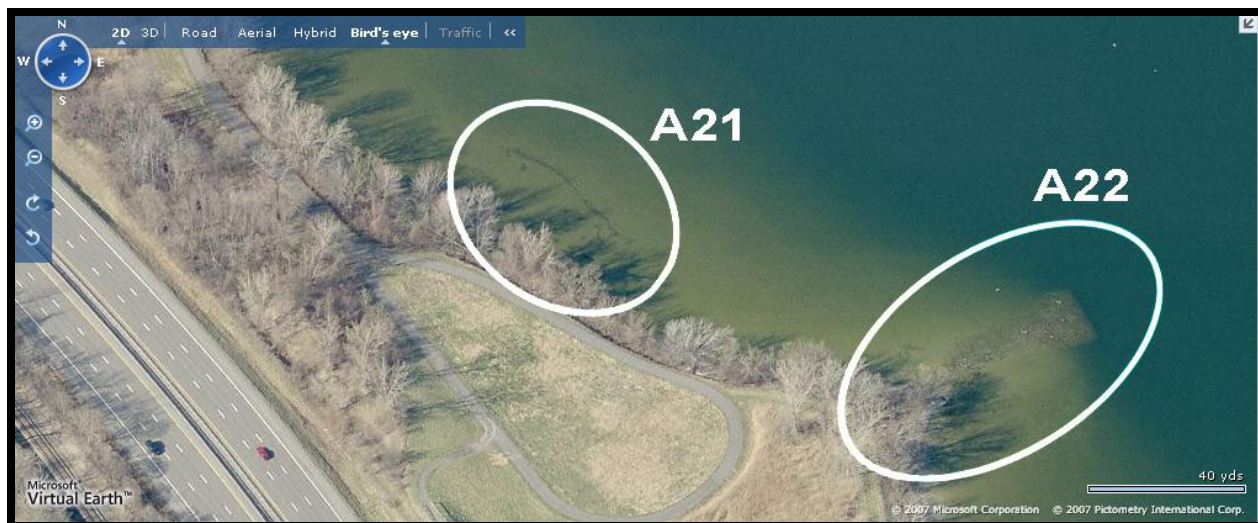 N
2D 3D | Road Aerial Hybrid Bird's eye | Traffic | <<
W E
S
A21
A22
40 yds
Microsoft®
Virtual Earth™
© 2007 Microsoft Corporation © 2007 Pictometry International Corp.